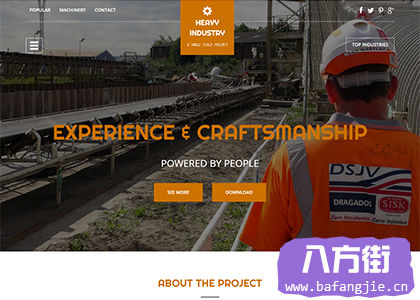 POPULAR MACHINERY CONTACT
HEAVY
INDUSTRY
A SINGLE SCALE PROJECT
TOP INDUSTRIES
EXPERIENCE & CRAFTSMANSHIP
POWERED BY PEOPLE
SEE MORE DOWNLOAD
DSJV
DRAGADOS SISK
Zero Incidents, Zero Injuries
ABOUT THE PROJECT
八方街
www.bafangjie.cn